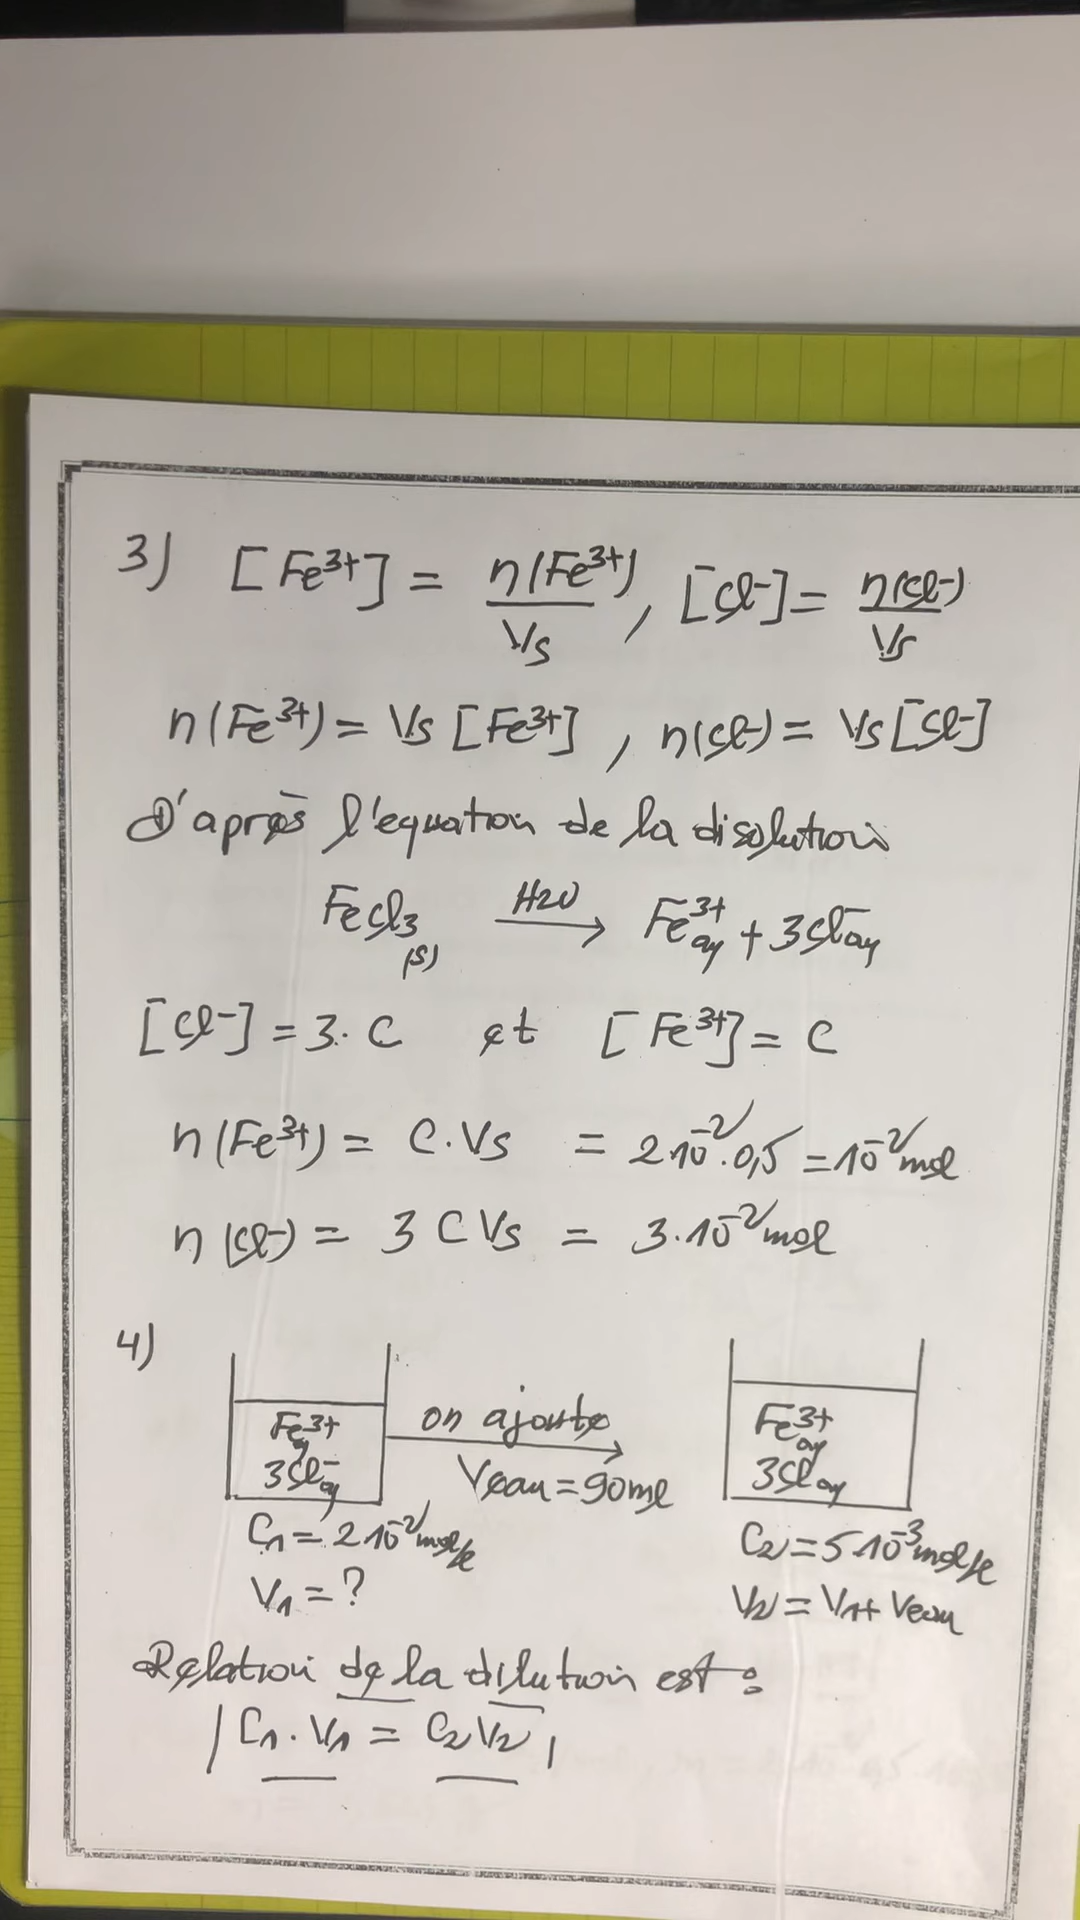 3) [Fe³⁺] = n(Fe³⁺)/Vs , [Cl⁻] = n(Cl⁻)/Vs
n(Fe³⁺) = Vs [Fe³⁺] , n(Cl⁻) = Vs [Cl⁻]
D'après l'equation de la disolution
FeCl₃(s) —H2O→ Fe³⁺aq + 3Cl⁻aq
[Cl⁻] = 3. C et [Fe³⁺] = C
n(Fe³⁺) = C.Vs = 2.10⁻².0,5 = 10⁻² mol
n(Cl⁻) = 3 C Vs = 3.10⁻² mol
4)
Fe³⁺aq
3Cl⁻aq
on ajoute
Veau = 90ml
Fe³⁺aq
3Claq
C₁ = 2 10⁻² mol/l
V₁ = ?
C₂ = 5.10⁻³ mol/l
V₂ = V₁ + Veau
Relation de la dilution est :
| C₁ . V₁ = C₂V₂ |